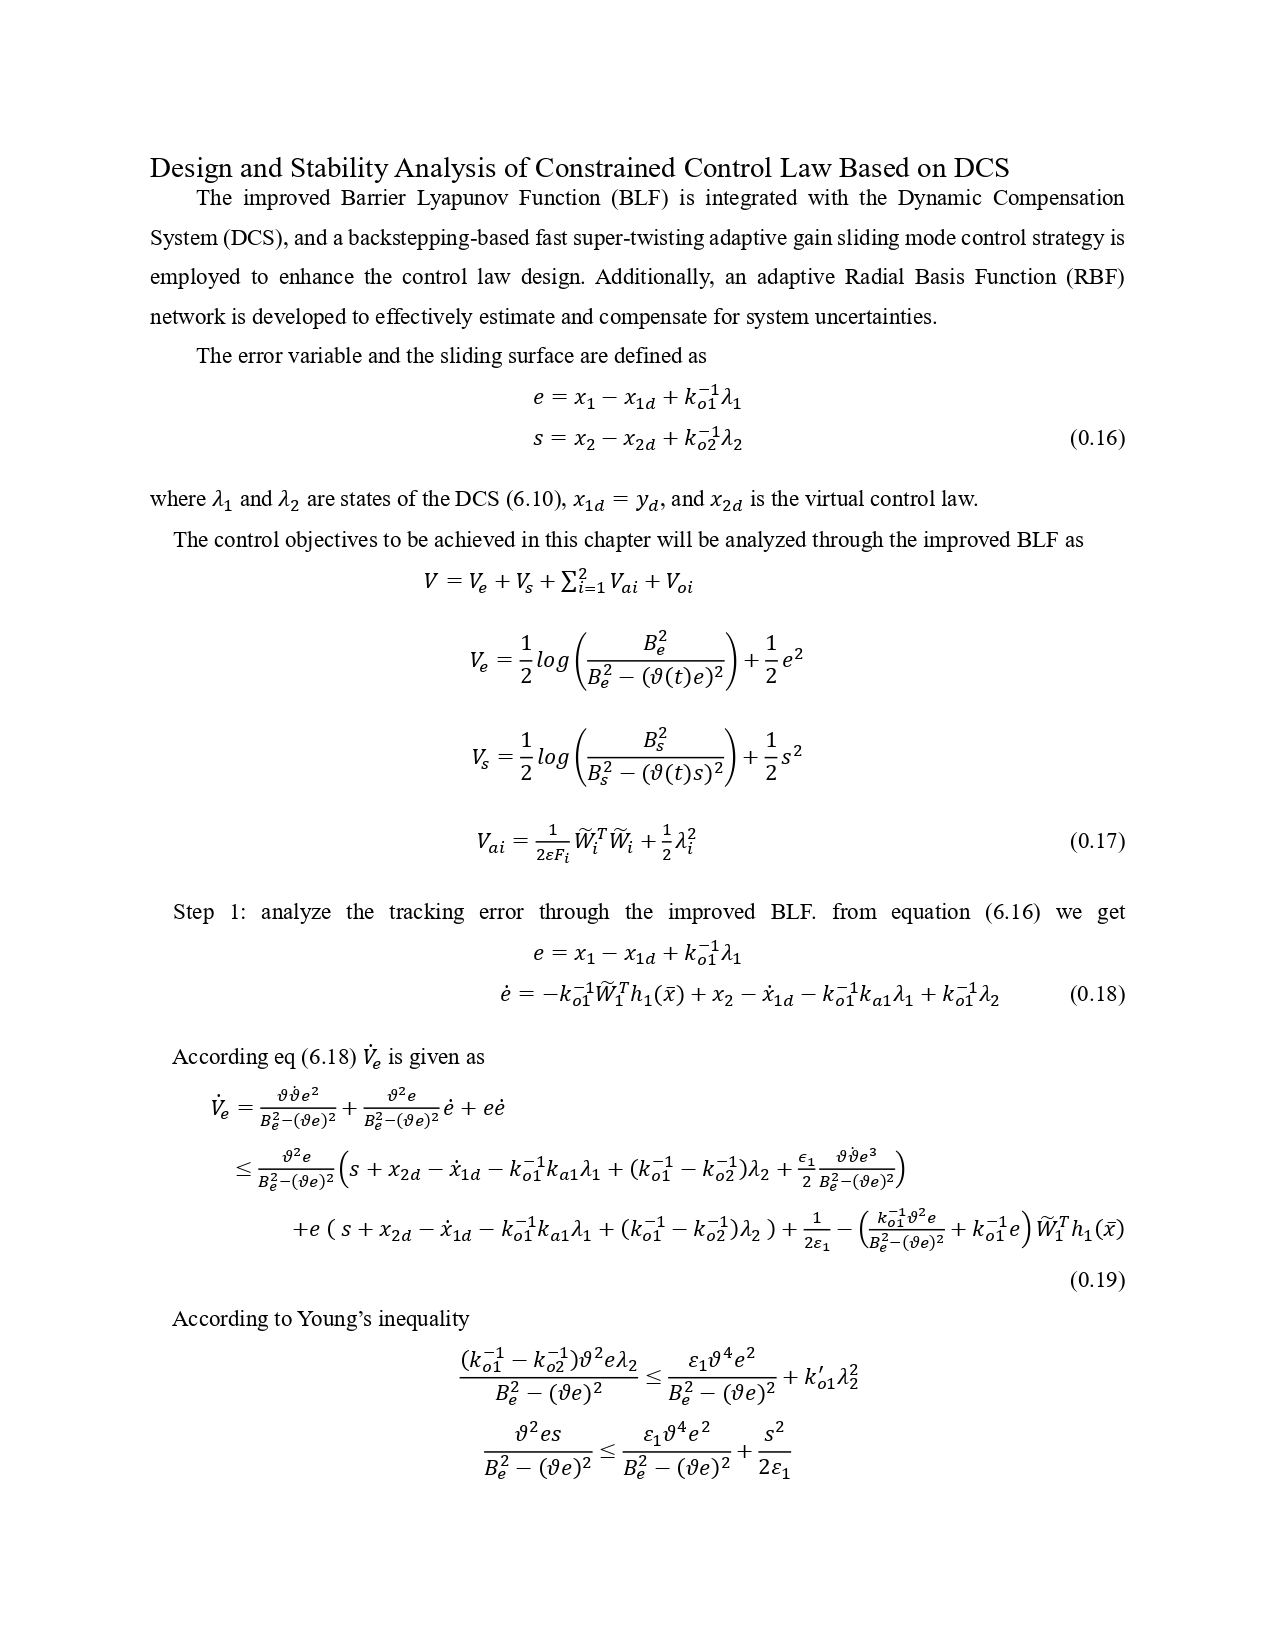 Design and Stability Analysis of Constrained Control Law Based on DCS
The improved Barrier Lyapunov Function (BLF) is integrated with the Dynamic Compensation
System (DCS), and a backstepping-based fast super-twisting adaptive gain sliding mode control strategy is
employed to enhance the control law design. Additionally, an adaptive Radial Basis Function (RBF)
network is developed to effectively estimate and compensate for system uncertainties.
The error variable and the sliding surface are defined as
$e = x_1 - x_{1d} + k_{o1}^{-1}\lambda_1$
$s = x_2 - x_{2d} + k_{o2}^{-1}\lambda_2$ (0.16)
where $\lambda_1$ and $\lambda_2$ are states of the DCS (6.10), $x_{1d} = y_d$, and $x_{2d}$ is the virtual control law.
The control objectives to be achieved in this chapter will be analyzed through the improved BLF as
$V = V_e + V_s + \sum_{i=1}^{2} V_{ai} + V_{oi}$
$V_e = \frac{1}{2} log \left( \frac{B_e^2}{B_e^2 - (\vartheta(t)e)^2} \right) + \frac{1}{2} e^2$
$V_s = \frac{1}{2} log \left( \frac{B_s^2}{B_s^2 - (\vartheta(t)s)^2} \right) + \frac{1}{2} s^2$
$V_{ai} = \frac{1}{2\varepsilon F_i} \widetilde{W}_i^T \widetilde{W}_i + \frac{1}{2} \lambda_i^2$ (0.17)
Step 1: analyze the tracking error through the improved BLF. from equation (6.16) we get
$e = x_1 - x_{1d} + k_{o1}^{-1}\lambda_1$
$\dot{e} = -k_{o1}^{-1} \widetilde{W}_1^T h_1(\bar{x}) + x_2 - \dot{x}_{1d} - k_{o1}^{-1} k_{a1} \lambda_1 + k_{o1}^{-1} \lambda_2$ (0.18)
According eq (6.18) $\dot{V}_e$ is given as
$\dot{V}_e = \frac{\vartheta\dot{\vartheta}e^2}{B_e^2 - (\vartheta e)^2} + \frac{\vartheta^2 e}{B_e^2 - (\vartheta e)^2} \dot{e} + e\dot{e}$
$\leq \frac{\vartheta^2 e}{B_e^2 - (\vartheta e)^2} \left( s + x_{2d} - \dot{x}_{1d} - k_{o1}^{-1} k_{a1} \lambda_1 + (k_{o1}^{-1} - k_{o2}^{-1}) \lambda_2 + \frac{\epsilon_1}{2} \frac{\vartheta\dot{\vartheta}e^3}{B_e^2 - (\vartheta e)^2} \right)$
$+ e ( s + x_{2d} - \dot{x}_{1d} - k_{o1}^{-1} k_{a1} \lambda_1 + (k_{o1}^{-1} - k_{o2}^{-1}) \lambda_2 ) + \frac{1}{2\varepsilon_1} - \left( \frac{k_{o1}^{-1} \vartheta^2 e}{B_e^2 - (\vartheta e)^2} + k_{o1}^{-1} e \right) \widetilde{W}_1^T h_1(\bar{x})$
(0.19)
According to Young’s inequality
$\frac{(k_{o1}^{-1} - k_{o2}^{-1}) \vartheta^2 e \lambda_2}{B_e^2 - (\vartheta e)^2} \leq \frac{\varepsilon_1 \vartheta^4 e^2}{B_e^2 - (\vartheta e)^2} + k_{o1}^{\prime} \lambda_2^2$
$\frac{\vartheta^2 e s}{B_e^2 - (\vartheta e)^2} \leq \frac{\varepsilon_1 \vartheta^4 e^2}{B_e^2 - (\vartheta e)^2} + \frac{s^2}{2\varepsilon_1}$